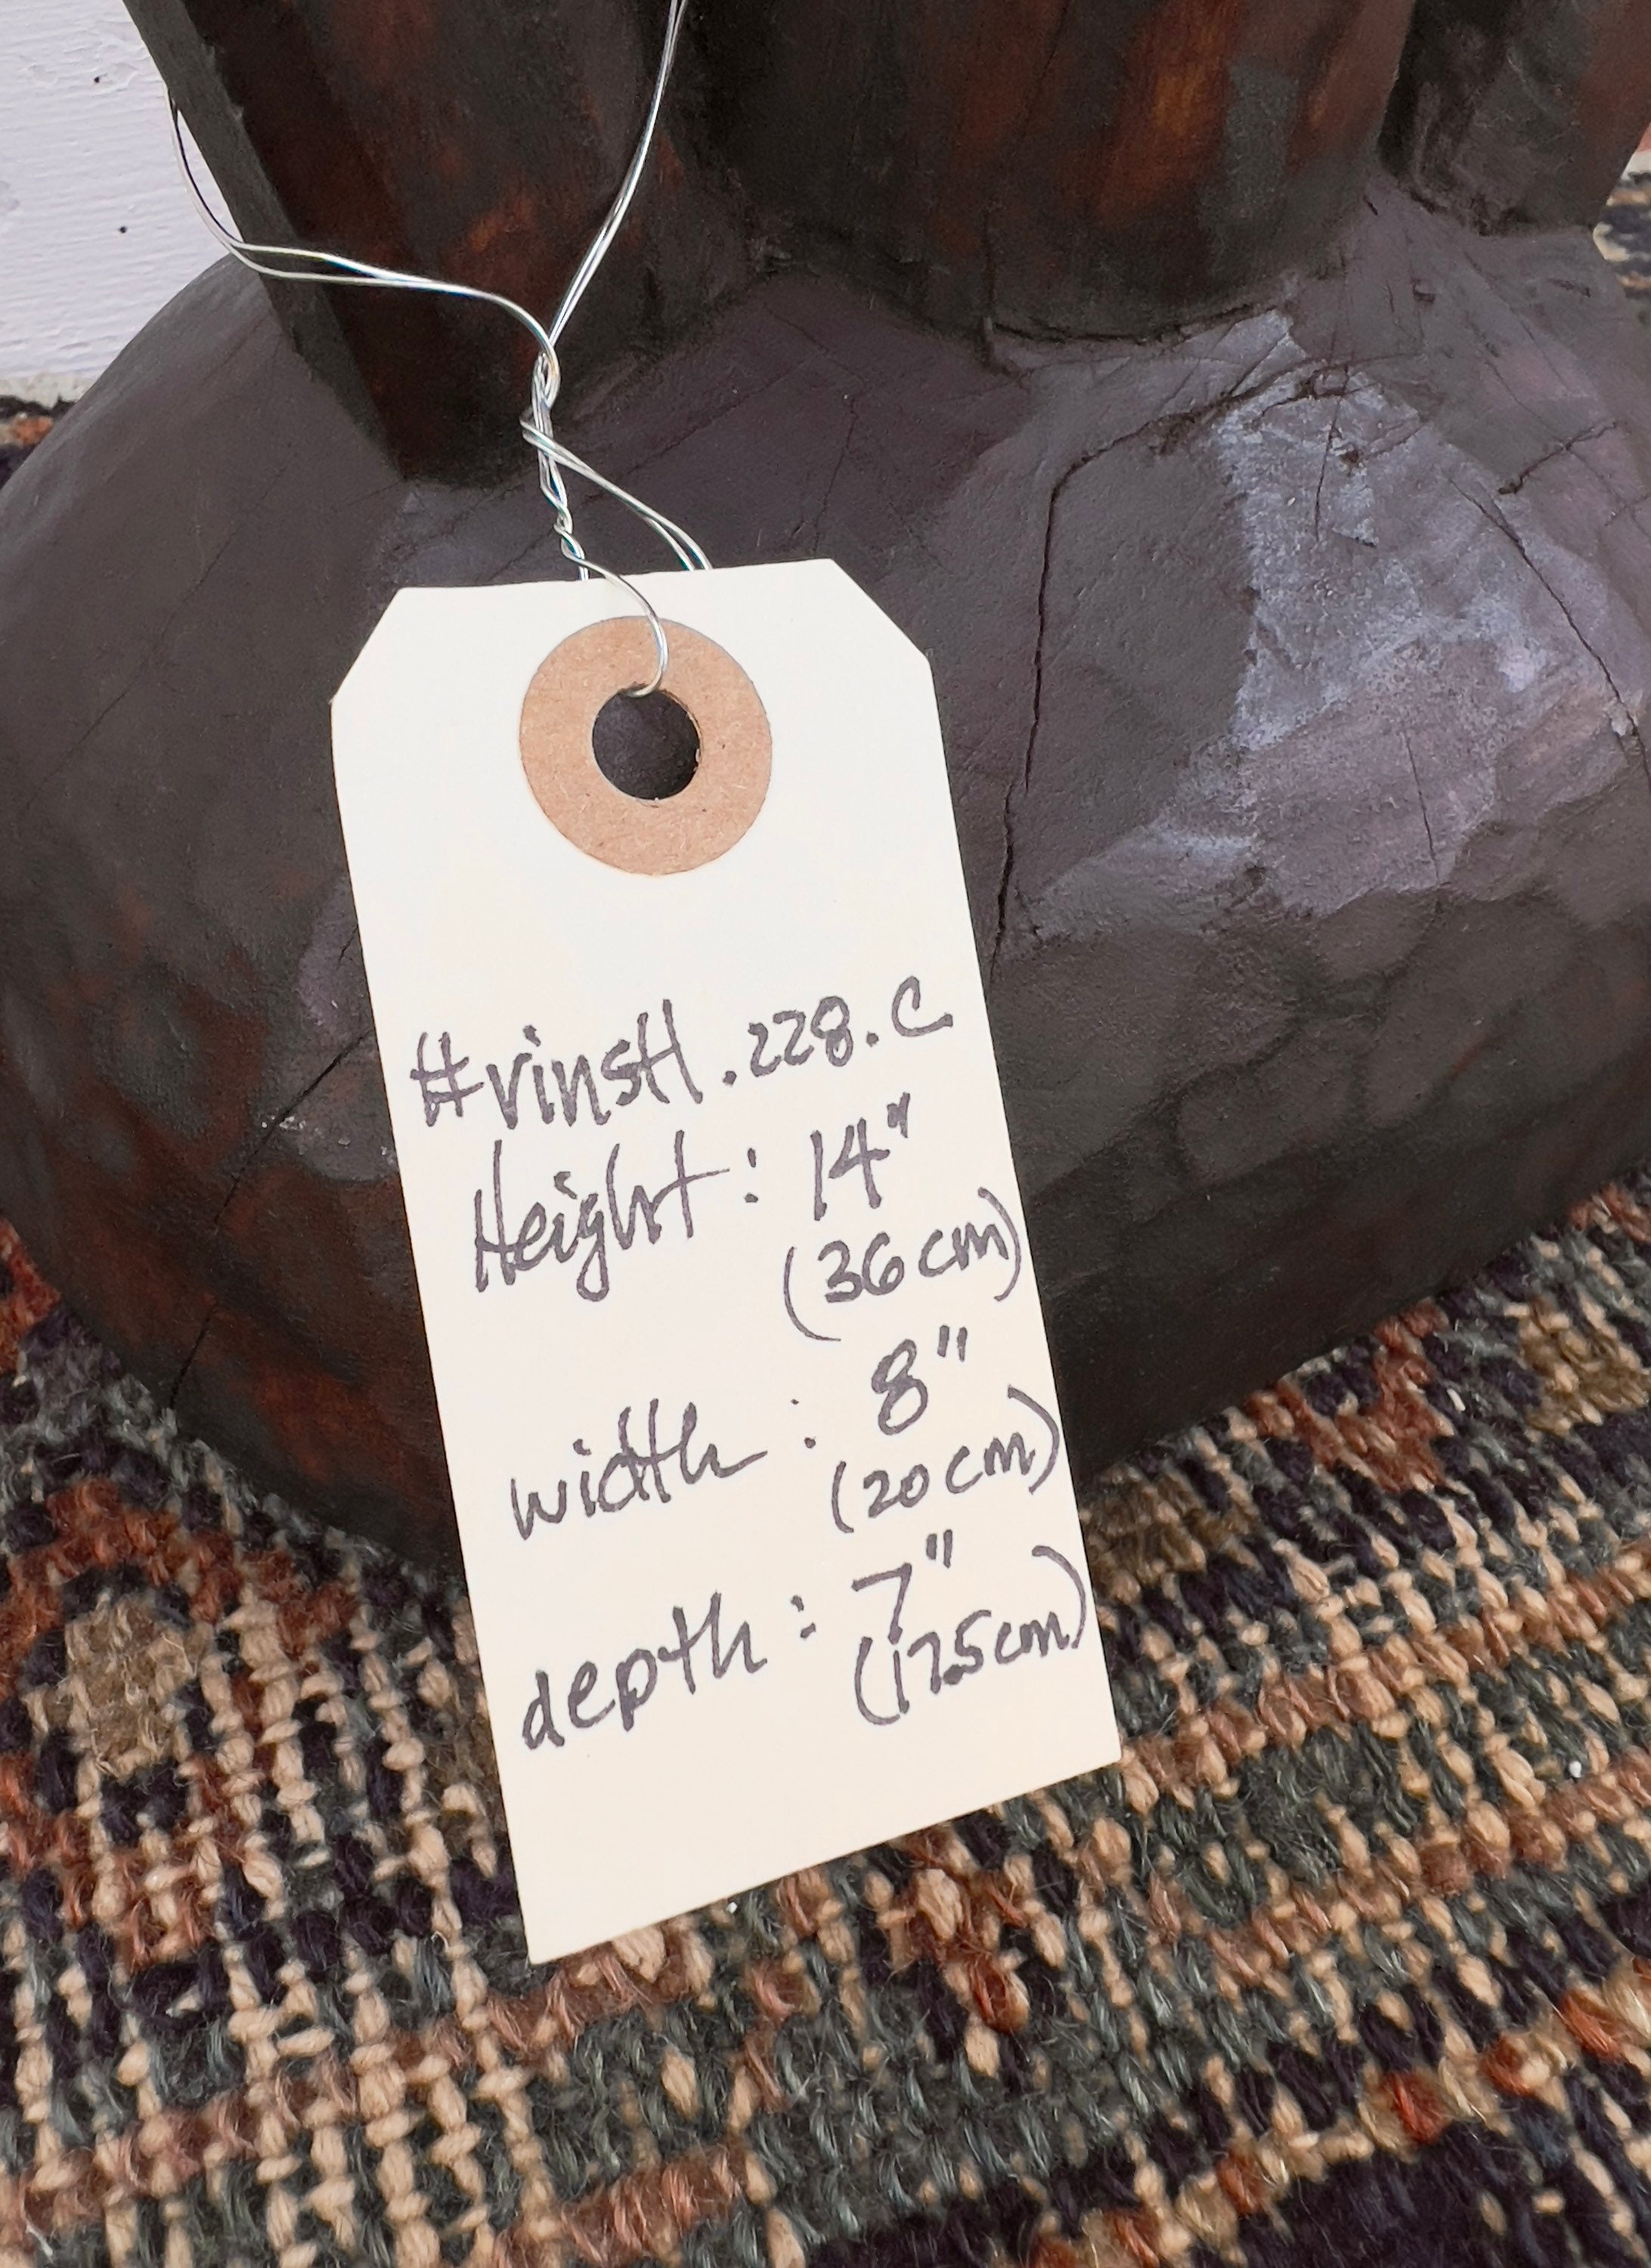 #vinstl.228.c
Height: 14"
(36cm)
width: 8"
(20cm)
depth: 7"
(17.5cm)